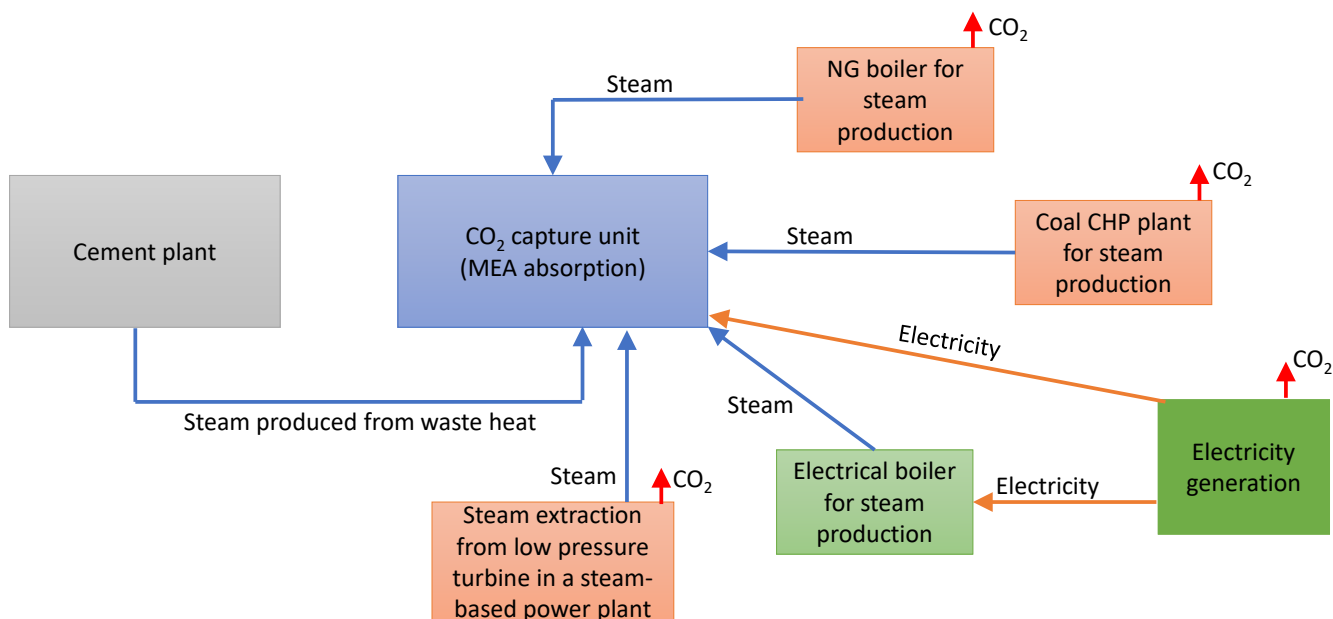 CO₂
NG boiler for
steam
production
Steam
Cement plant
CO₂ capture unit
(MEA absorption)
Steam
CO₂
Coal CHP plant
for steam
production
Electricity
Steam
CO₂
Electricity
generation
Electricity
Electrical boiler
for steam
production
Steam produced from waste heat
Steam
CO₂
Steam extraction
from low pressure
turbine in a steam-
based power plant